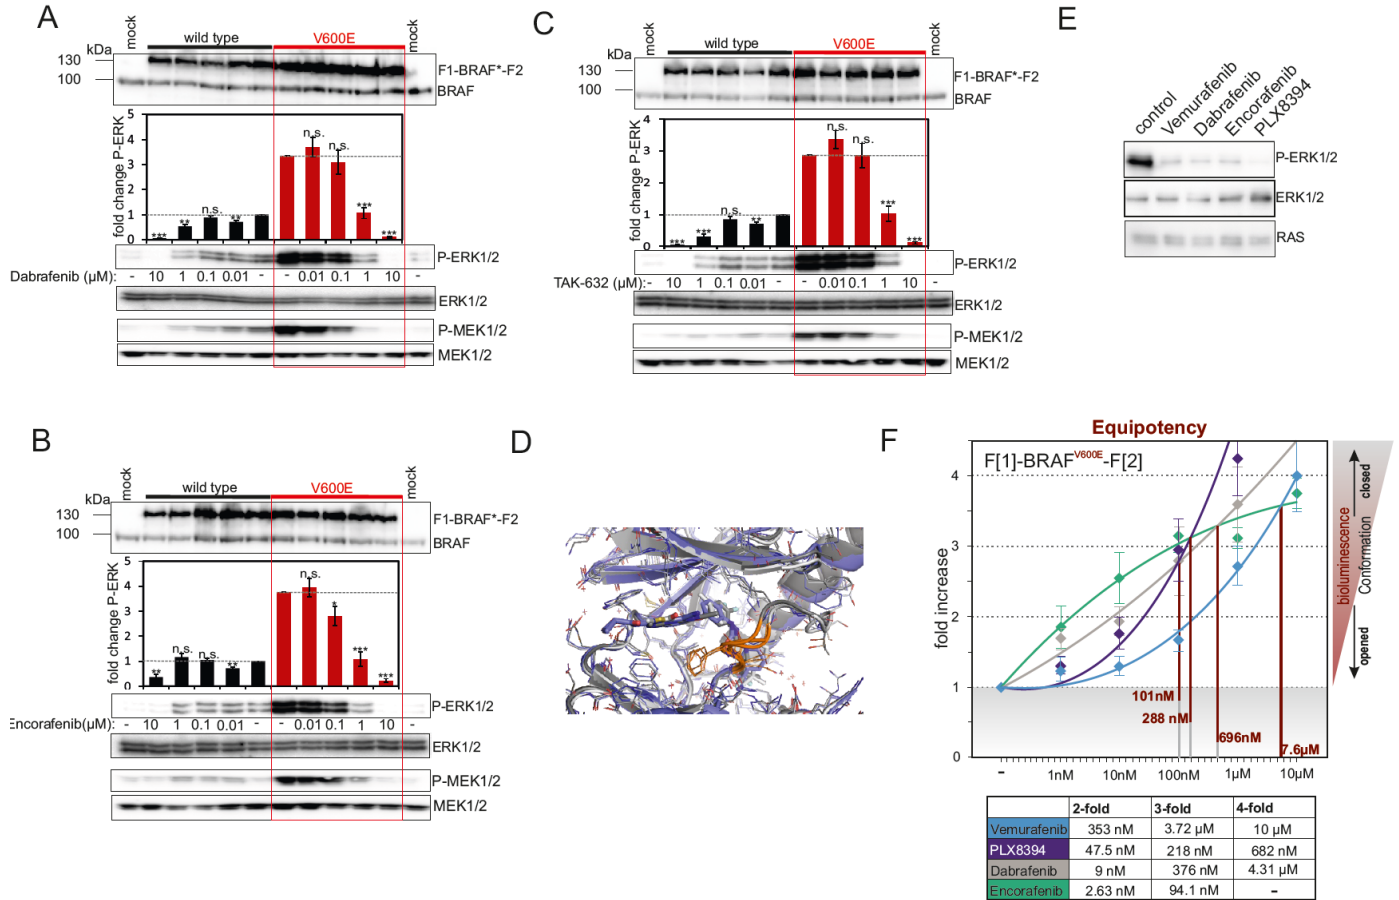 A
mock
wild type
V600E
mock
kDa
130
100
F1-BRAF*-F2
BRAF
fold change P-ERK
5
4
3
2
1
0
** n.s. ** n.s. n.s. ***
*** ***
P-ERK1/2
Dabrafenib (µM): - 10 1 0.1 0.01 - - 0.01 0.1 1 10 -
ERK1/2
P-MEK1/2
MEK1/2
B
mock
wild type
V600E
mock
kDa
130
100
F1-BRAF*-F2
BRAF
fold change P-ERK
5
4
3
2
1
0
** n.s. n.s. ** n.s. * *** ***
P-ERK1/2
Encorafenib(µM): - 10 1 0.1 0.01 - - 0.01 0.1 1 10 -
ERK1/2
P-MEK1/2
MEK1/2
C
mock
wild type
V600E
mock
kDa
130
100
F1-BRAF*-F2
BRAF
fold change P-ERK
4
3
2
1
0
*** *** n.s. ** n.s. n.s. *** ***
P-ERK1/2
TAK-632 (µM):- 10 1 0.1 0.01 - - 0.01 0.1 1 10 -
ERK1/2
P-MEK1/2
MEK1/2
D
E
control
Vemurafenib
Dabrafenib
Encorafenib
PLX8394
P-ERK1/2
ERK1/2
RAS
F
Equipotency
F[1]-BRAFV600E-F[2]
fold increase
4
3
2
1
0
101nM
288 nM
696nM
7.6µM
- 1nM 10nM 100nM 1µM 10µM
bioluminescence
Conformation
closed
opened
2-fold 3-fold 4-fold
Vemurafenib 353 nM 3.72 µM 10 µM
PLX8394 47.5 nM 218 nM 682 nM
Dabrafenib 9 nM 376 nM 4.31 µM
Encorafenib 2.63 nM 94.1 nM –